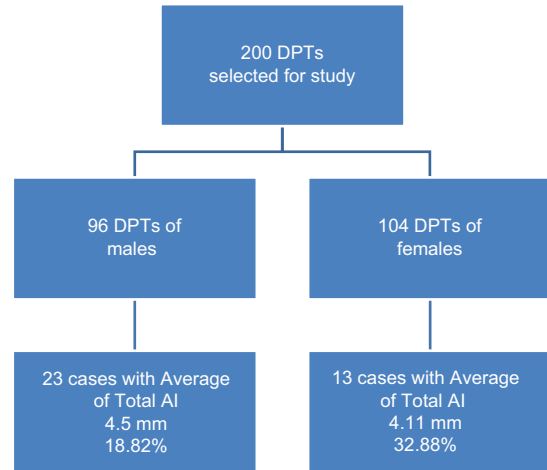 200 DPTs
selected for study
96 DPTs of
males
104 DPTs of
females
23 cases with Average
of Total AI
4.5 mm
18.82%
13 cases with Average
of Total AI
4.11 mm
32.88%